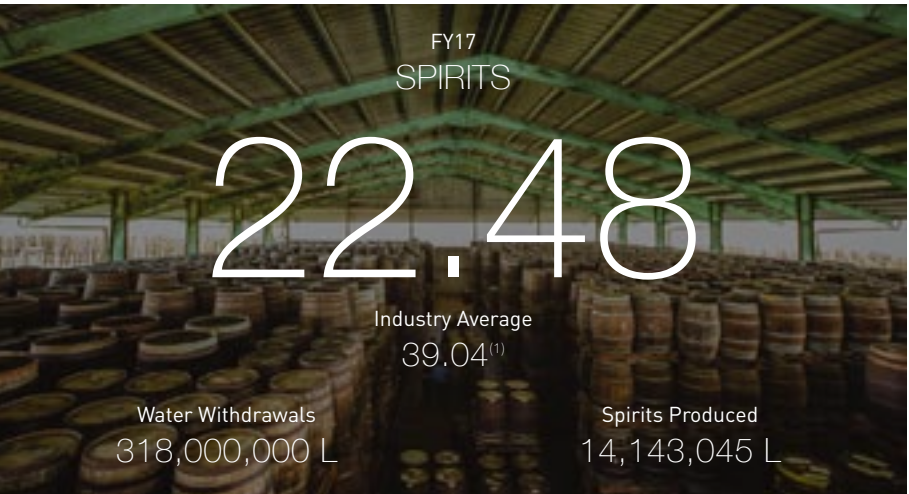 FY17
SPIRITS
22.48
Industry Average
39.04(1)
Water Withdrawals
318,000,000 L
Spirits Produced
14,143,045 L